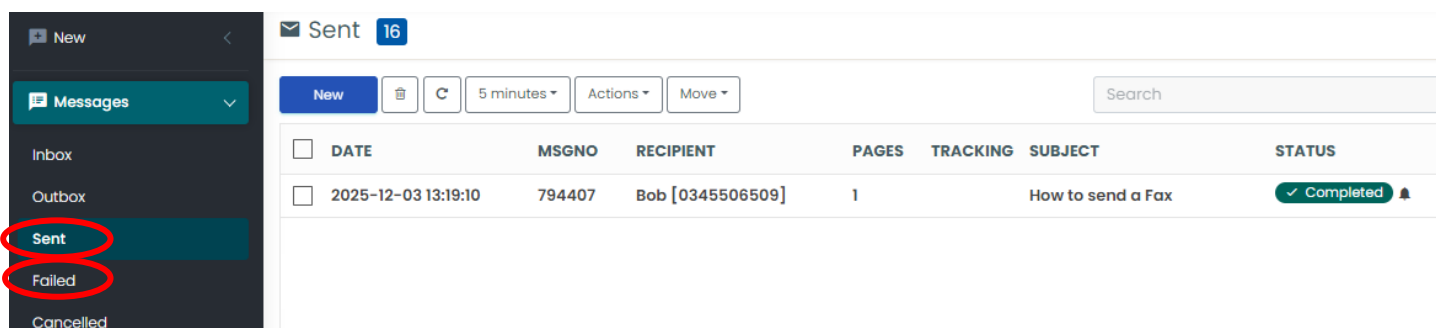 New
Messages
Inbox
Outbox
Sent
Failed
Cancelled
Sent 16
New 5 minutes Actions Move Search
DATE MSGNO RECIPIENT PAGES TRACKING SUBJECT STATUS
2025-12-03 13:19:10 794407 Bob [0345506509] 1 How to send a Fax Completed